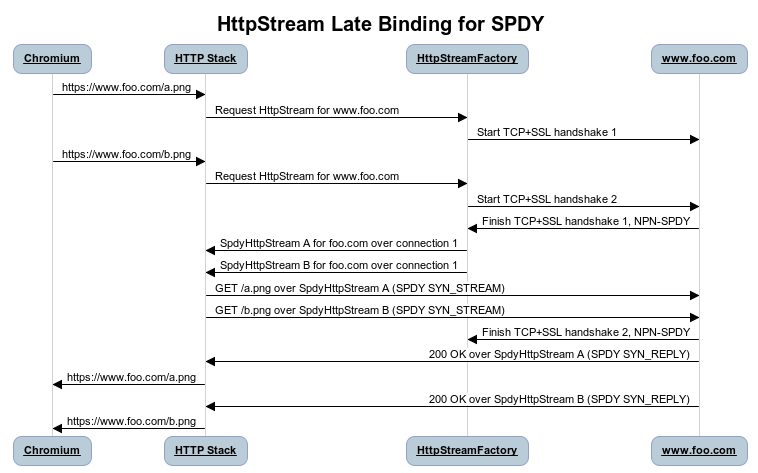 HttpStream Late Binding for SPDY
Chromium HTTP Stack HttpStreamFactory www.foo.com
https://www.foo.com/a.png
Request HttpStream for www.foo.com
Start TCP+SSL handshake 1
https://www.foo.com/b.png
Request HttpStream for www.foo.com
Start TCP+SSL handshake 2
Finish TCP+SSL handshake 1, NPN-SPDY
SpdyHttpStream A for foo.com over connection 1
SpdyHttpStream B for foo.com over connection 1
GET /a.png over SpdyHttpStream A (SPDY SYN_STREAM)
GET /b.png over SpdyHttpStream B (SPDY SYN_STREAM)
Finish TCP+SSL handshake 2, NPN-SPDY
200 OK over SpdyHttpStream A (SPDY SYN_REPLY)
https://www.foo.com/a.png
200 OK over SpdyHttpStream B (SPDY SYN_REPLY)
https://www.foo.com/b.png
Chromium HTTP Stack HttpStreamFactory www.foo.com